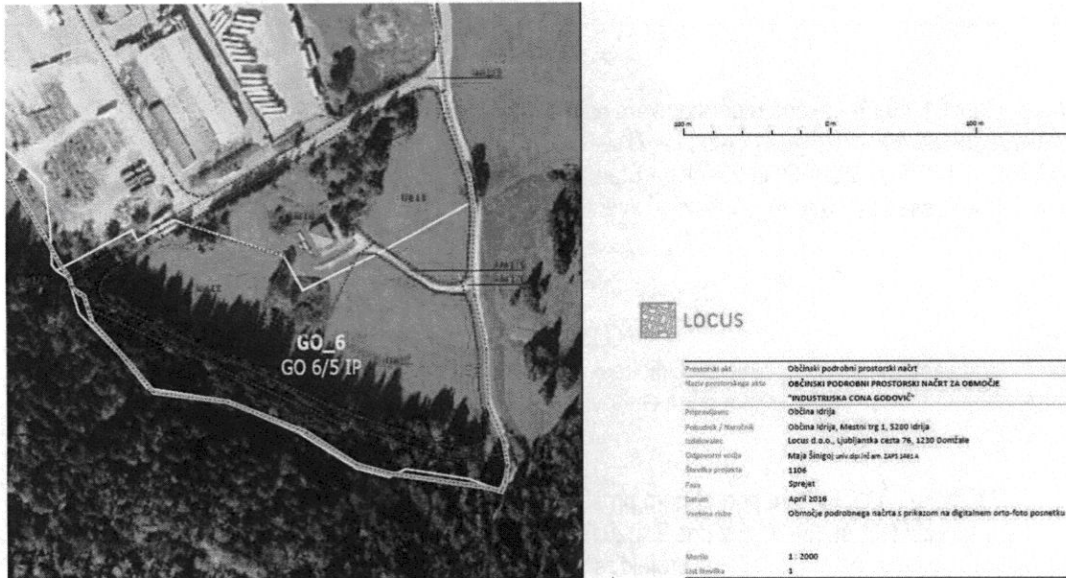 GO_6
GO 6/5 IP
100 m 0 m 100 m
LOCUS
Prostorski akt Občinski podrobni prostorski načrt
Naziv prostorskega akta OBČINSKI PODROBNI PROSTORSKI NAČRT ZA OBMOČJE
"INDUSTRIJSKA CONA GODOVIČ"
Pripravljavec Občina Idrija
Pobudnik / Naročnik Občina Idrija, Mestni trg 1, 5280 Idrija
Izdelovalec Locus d.o.o., Ljubljanska cesta 76, 1230 Domžale
Odgovorni vodja Maja Šinigoj
Številka projekta 1106
Faza Sprejet
Datum April 2016
Vsebina risbe Območje podrobnega načrta s prikazom na digitalnem orto-foto posnetku
Merilo 1 : 2000
List številka 1